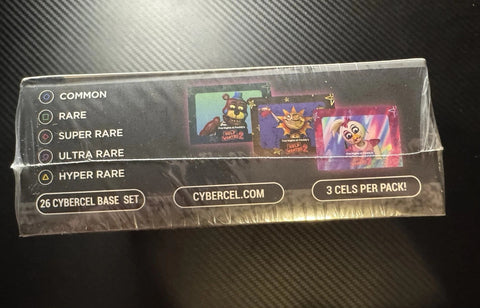 COMMON
RARE
SUPER RARE
ULTRA RARE
HYPER RARE
26 CYBERCEL BASE SET
CYBERCEL.COM
3 CELS PER PACK!